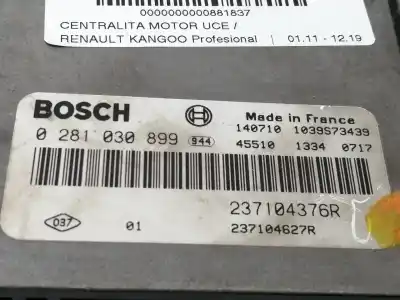 0000000000881837
CENTRALITA MOTOR UCE /
RENAULT KANGOO Profesional | 01.11 - 12.19
BOSCH
Made in France
0 281 030 899 944
140710 1039S73439
45510 1334 0717
237104376R
037 01 237104627R